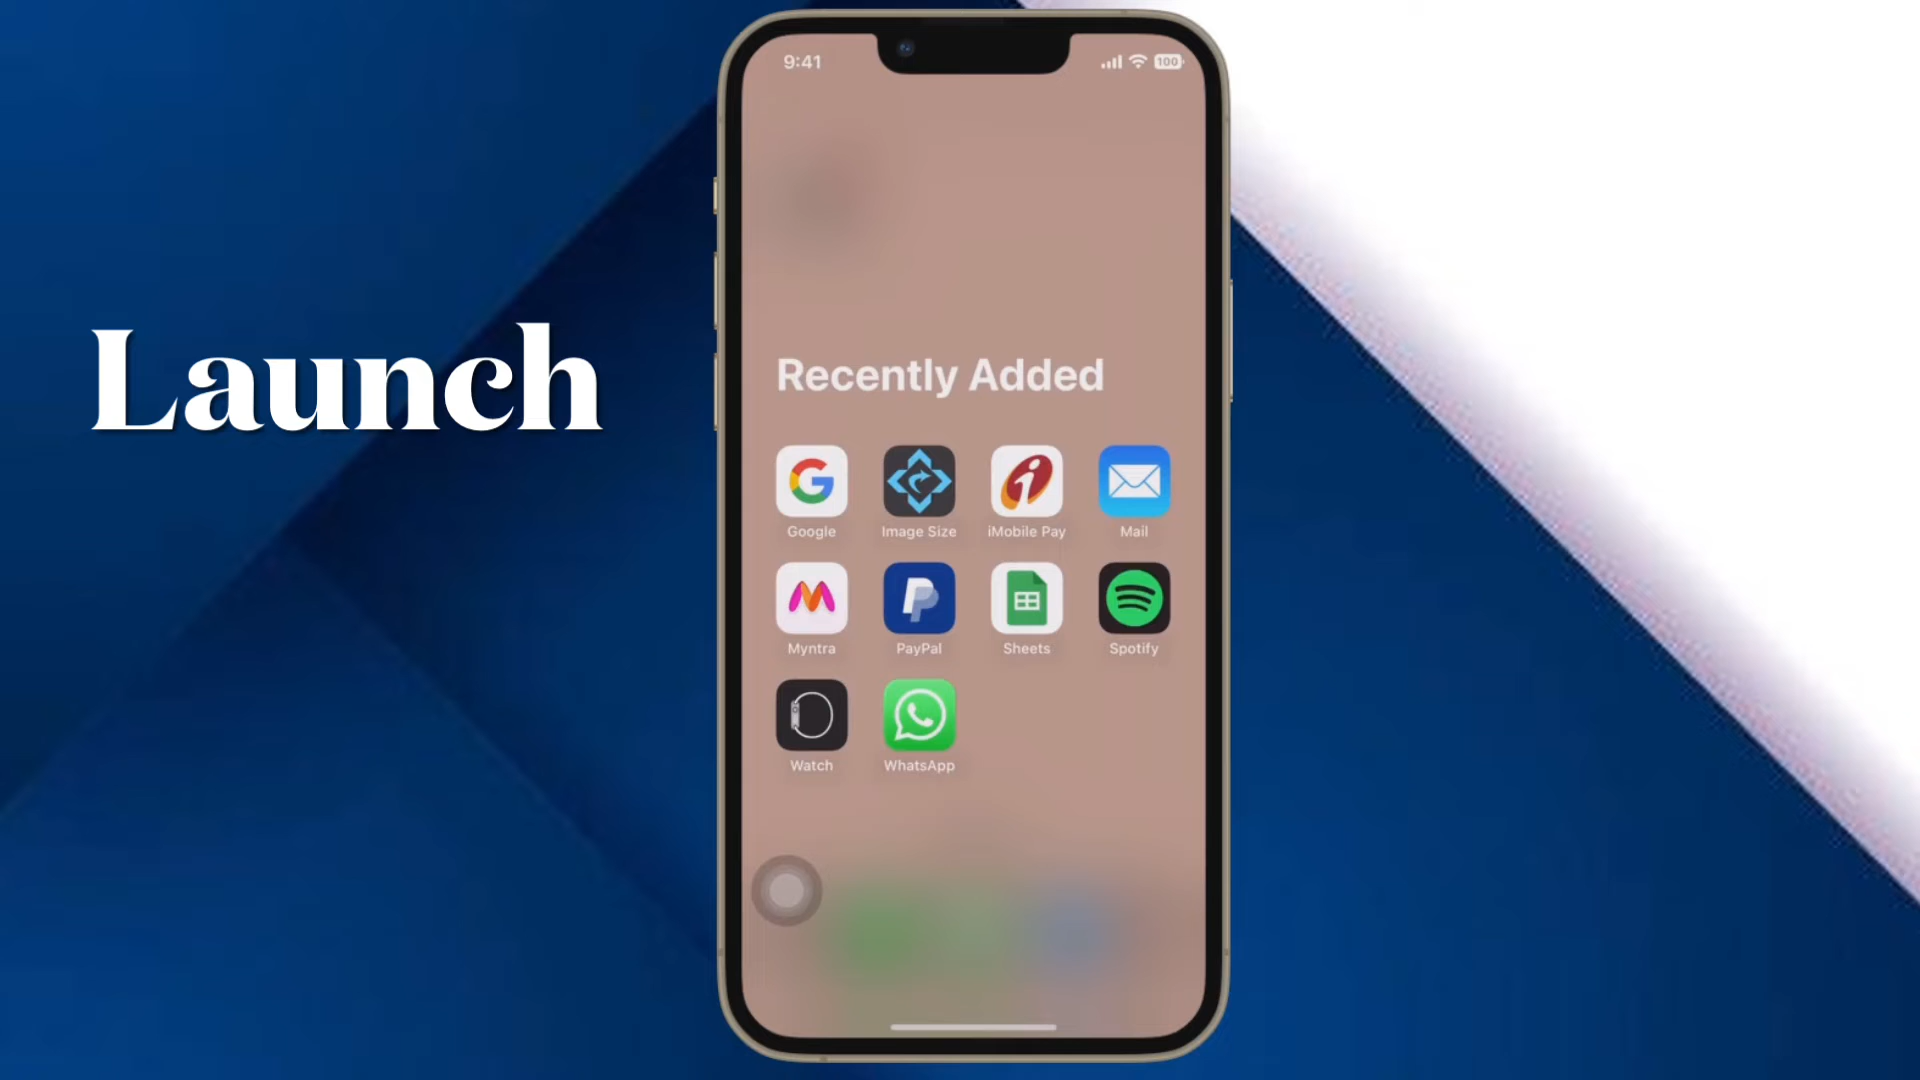 Launch
9:41
100
Recently Added
Google
Image Size
iMobile Pay
Mail
Myntra
PayPal
Sheets
Spotify
Watch
WhatsApp